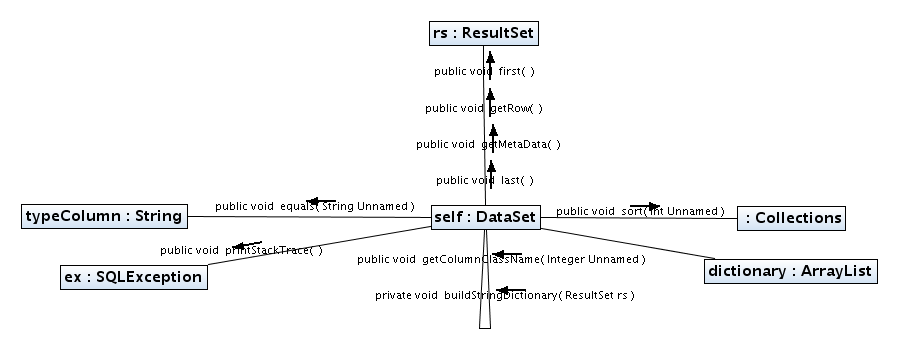 rs : ResultSet
public void first( )
public void getRow( )
public void getMetaData( )
public void last( )
public void equals( String Unnamed )
public void sort( int Unnamed )
typeColumn : String
self : DataSet
: Collections
public void printStackTrace( )
public void getColumnClassName( Integer Unnamed )
ex : SQLException
dictionary : ArrayList
private void buildStringDictionary( ResultSet rs )